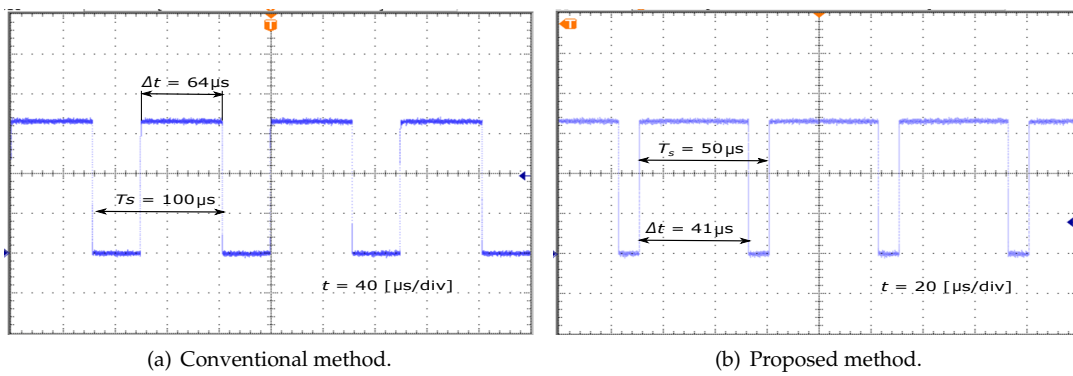 T
Δt = 64µs
Ts = 100µs
t = 40 [µs/div]
(a) Conventional method.
T
Ts = 50µs
Δt = 41µs
t = 20 [µs/div]
(b) Proposed method.